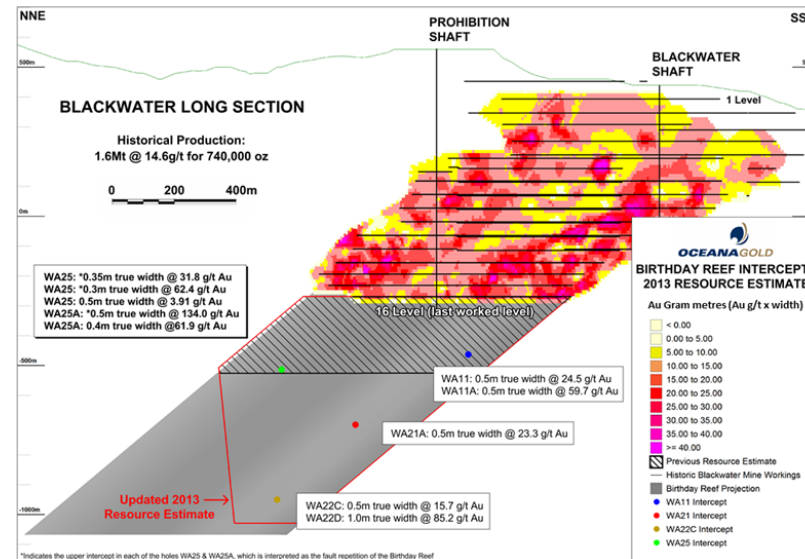 NNE
SS
PROHIBITION
SHAFT
BLACKWATER
SHAFT
500m
BLACKWATER LONG SECTION
1 Level
Historical Production:
1.6Mt @ 14.6g/t for 740,000 oz
0 200 400m
0m
WA25: *0.35m true width @ 31.8 g/t Au
WA25: *0.3m true width @ 62.4 g/t Au
WA25: 0.5m true width @ 3.91 g/t Au
WA25A: *0.5m true width @ 134.0 g/t Au
WA25A: 0.4m true width @61.9 g/t Au
16 Level (last worked level)
-500m
WA11: 0.5m true width @ 24.5 g/t Au
WA11A: 0.5m true width @ 59.7 g/t Au
WA21A: 0.5m true width @ 23.3 g/t Au
Updated 2013
Resource Estimate
WA22C: 0.5m true width @ 15.7 g/t Au
WA22D: 1.0m true width @ 85.2 g/t Au
-1000m
*Indicates the upper intercept in each of the holes WA25 & WA25A, which is interpreted as the fault repetition of the Birthday Reef
OCEANAGOLD
BIRTHDAY REEF INTERCEPT
2013 RESOURCE ESTIMATE
Au Gram metres (Au g/t x width)
< 0.00
0.00 to 5.00
5.00 to 10.00
10.00 to 15.00
15.00 to 20.00
20.00 to 25.00
25.00 to 30.00
30.00 to 35.00
35.00 to 40.00
>= 40.00
Previous Resource Estimate
Historic Blackwater Mine Workings
Birthday Reef Projection
WA11 Intercept
WA21 Intercept
WA22C Intercept
WA25 Intercept